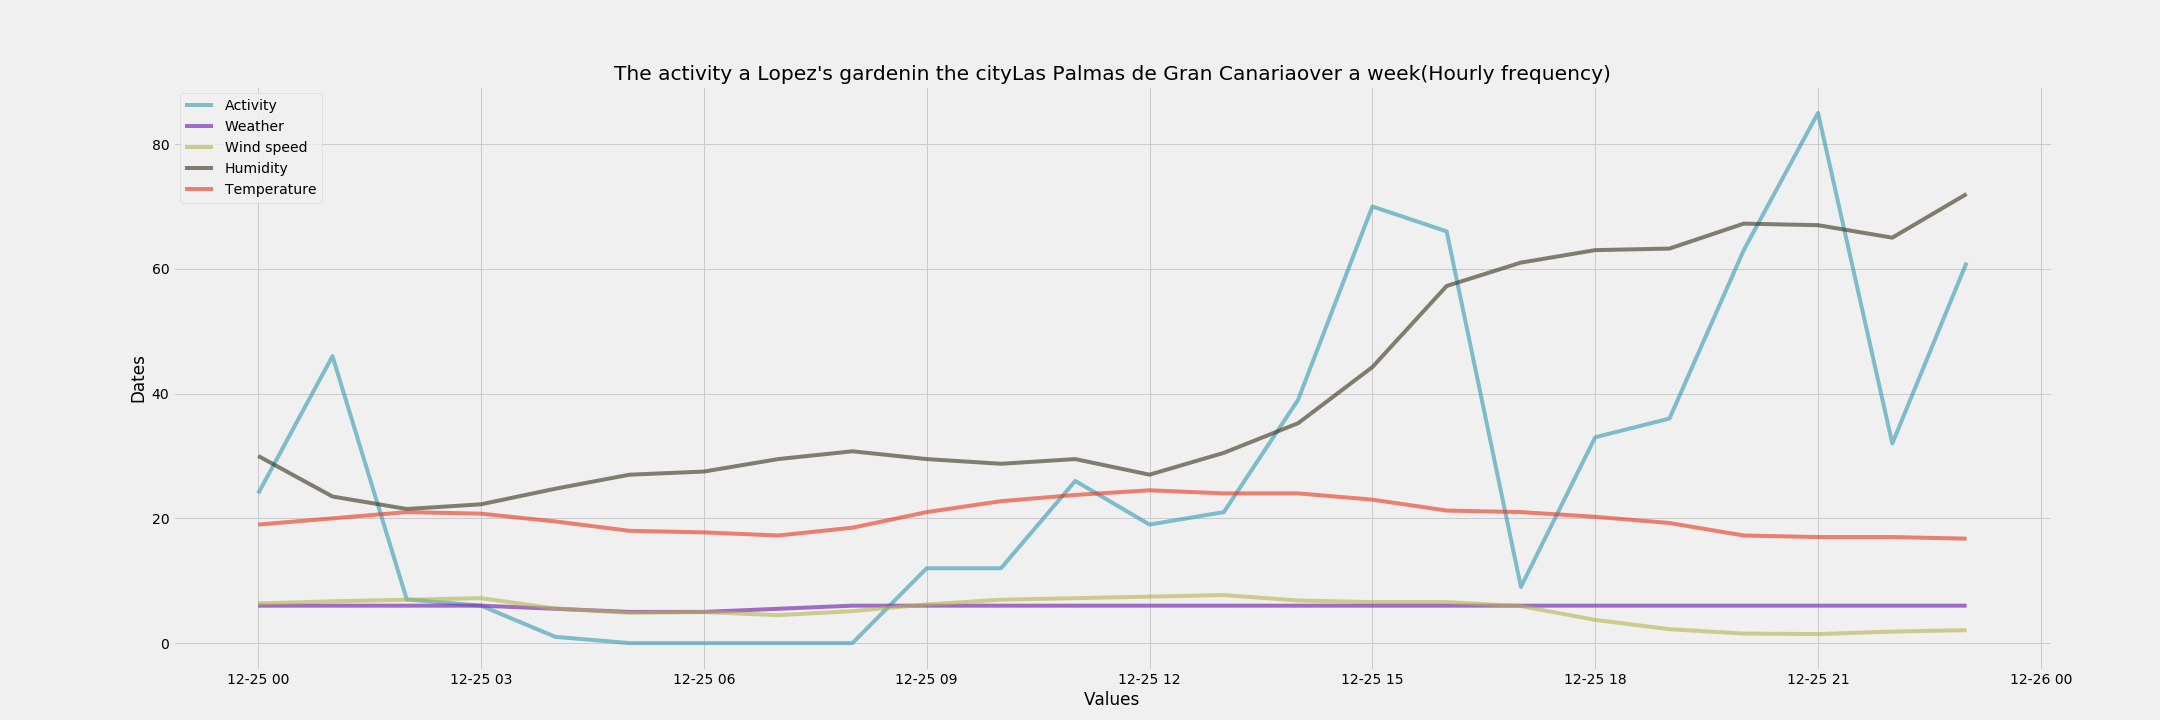 The activity a Lopez's gardenin the cityLas Palmas de Gran Canariaover a week(Hourly frequency)
Activity
Weather
Wind speed
Humidity
Temperature
80
60
40
20
0
Dates
12-25 00 12-25 03 12-25 06 12-25 09 12-25 12 12-25 15 12-25 18 12-25 21 12-26 00
Values